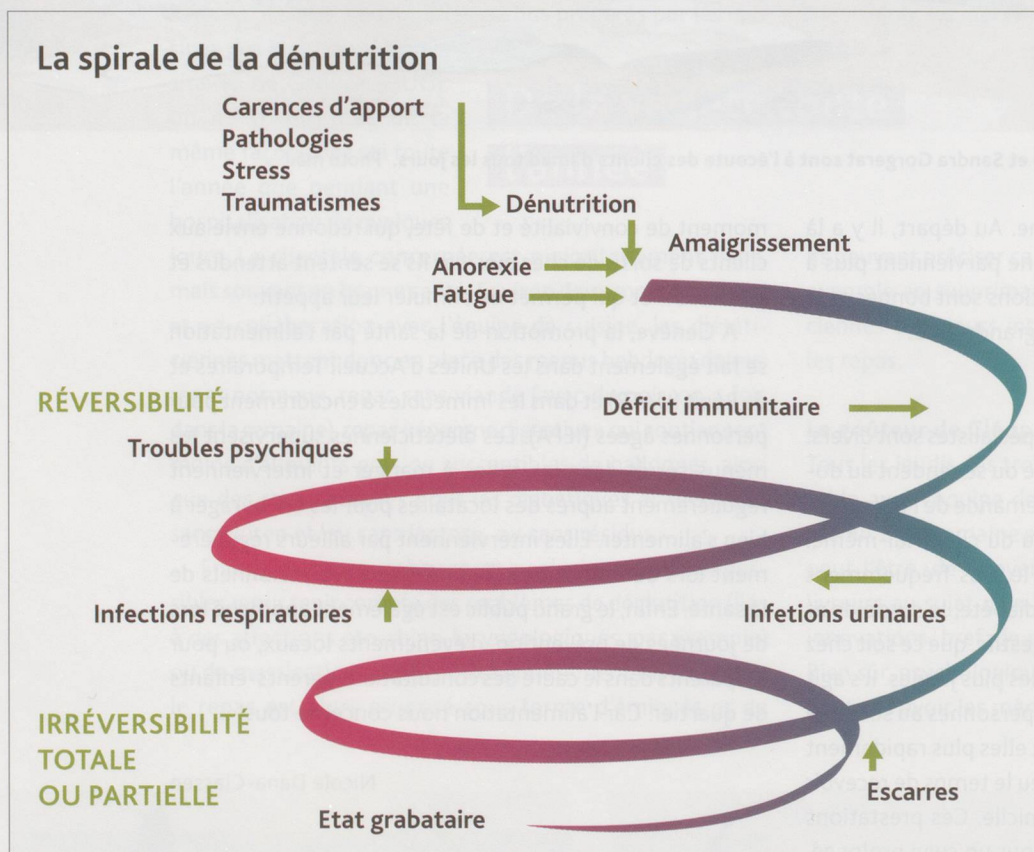 La spirale de la dénutrition
Carences d'apport
Pathologies
Stress
Traumatismes
Dénutrition
Amaigrissement
Anorexie
Fatigue
RÉVERSIBILITÉ
Déficit immunitaire
Troubles psychiques
Infections respiratoires
Infetions urinaires
IRRÉVERSIBILITÉ
TOTALE
OU PARTIELLE
Escarres
Etat grabataire